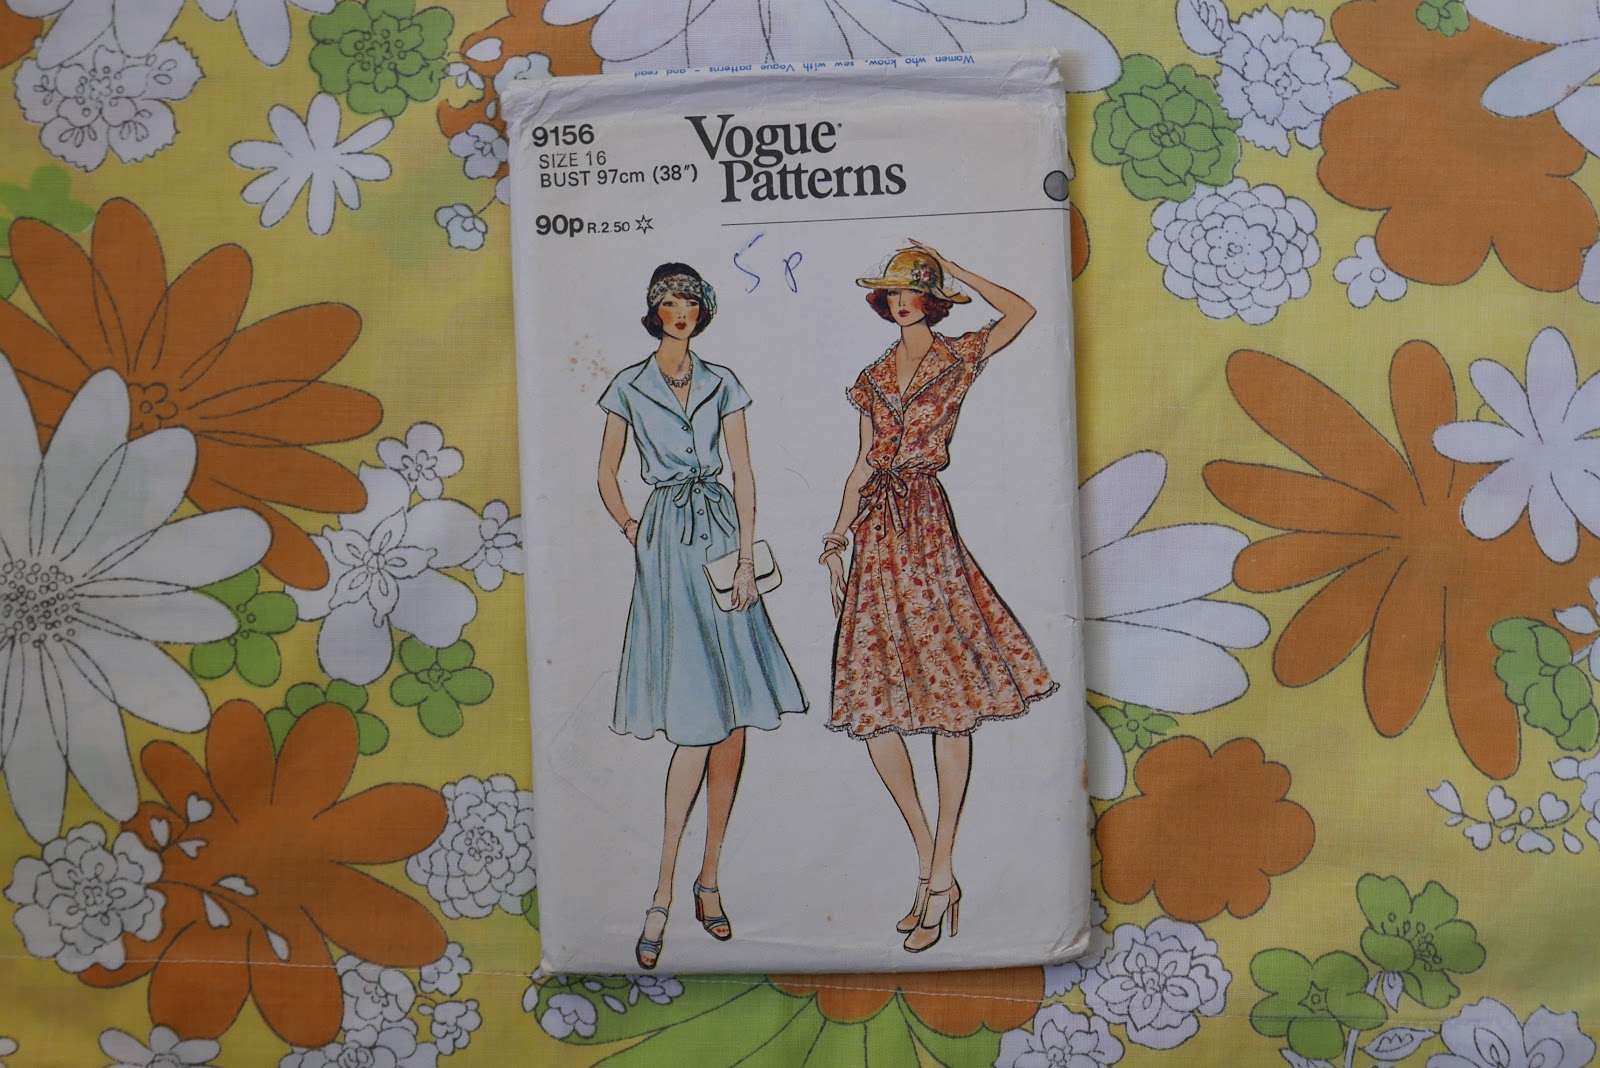 Women who know, sew with Vogue patterns - and read
9156
SIZE 16
BUST 97cm (38")
90p R.2.50
Vogue
Patterns
5p